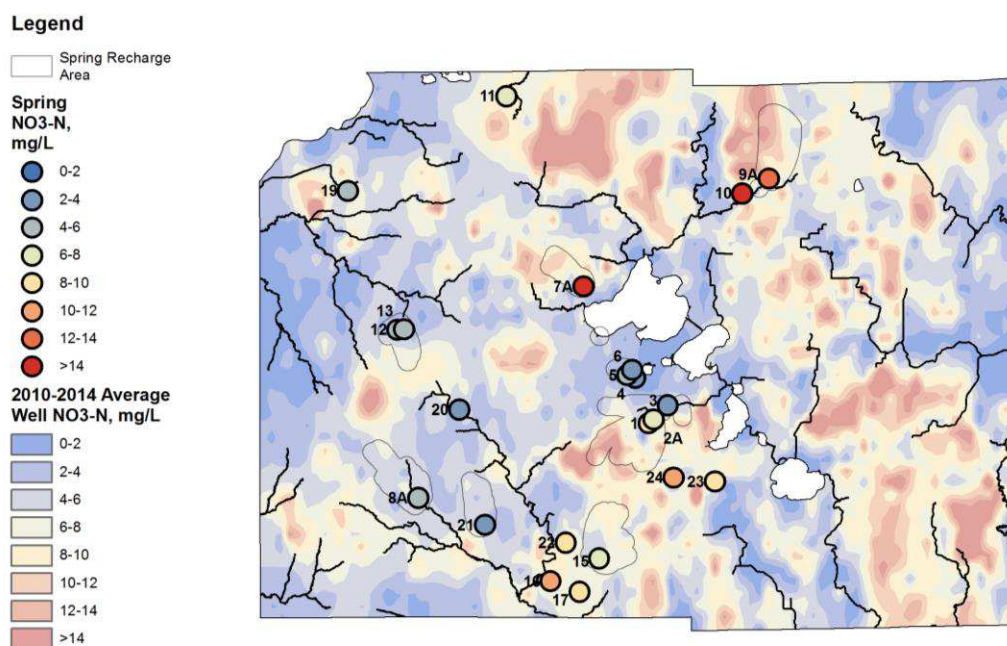 Legend
Spring Recharge
Area
Spring
NO3-N,
mg/L
0-2
2-4
4-6
6-8
8-10
10-12
12-14
>14
2010-2014 Average
Well NO3-N, mg/L
0-2
2-4
4-6
6-8
8-10
10-12
12-14
>14
11
9A
10
19
7A
13
12
6
5
4
3
20
1
2A
24
23
8A
21
22
15
17